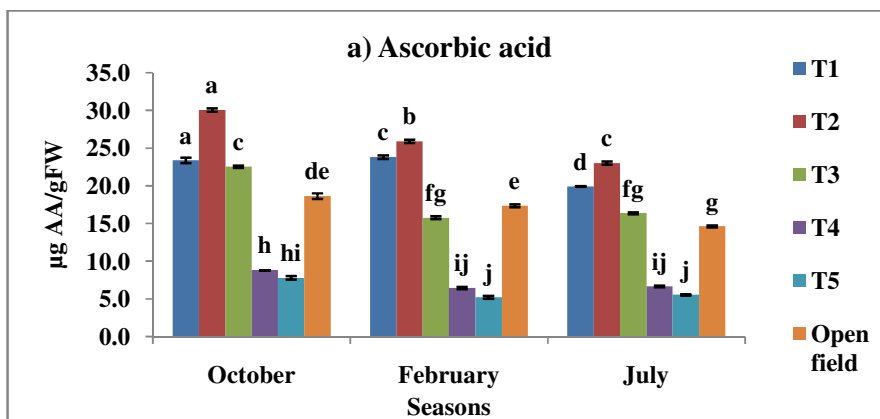 a) Ascorbic acid
µg AA/gFW
35.0
30.0
25.0
20.0
15.0
10.0
5.0
0.0
a a c h hi de
c b fg ij j e
d c fg ij j g
October February July
Seasons
T1
T2
T3
T4
T5
Open
field